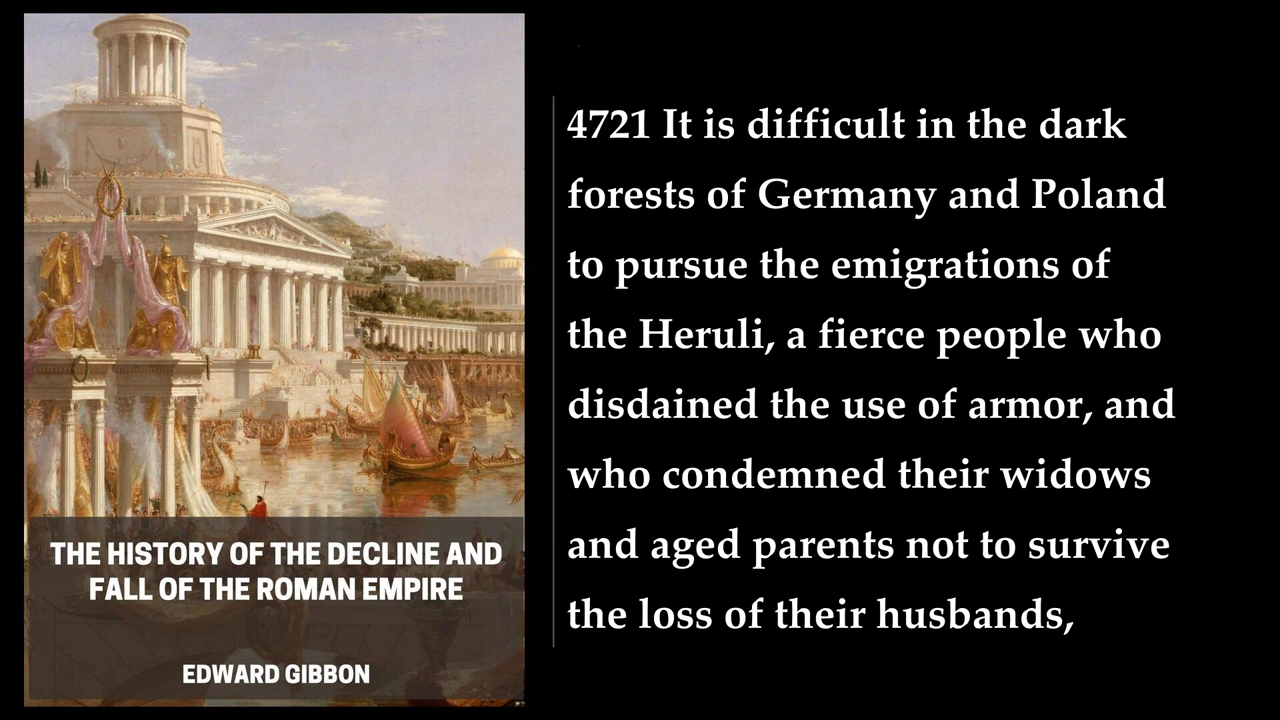 THE HISTORY OF THE DECLINE AND
FALL OF THE ROMAN EMPIRE
EDWARD GIBBON
4721 It is difficult in the dark
forests of Germany and Poland
to pursue the emigrations of
the Heruli, a fierce people who
disdained the use of armor, and
who condemned their widows
and aged parents not to survive
the loss of their husbands,